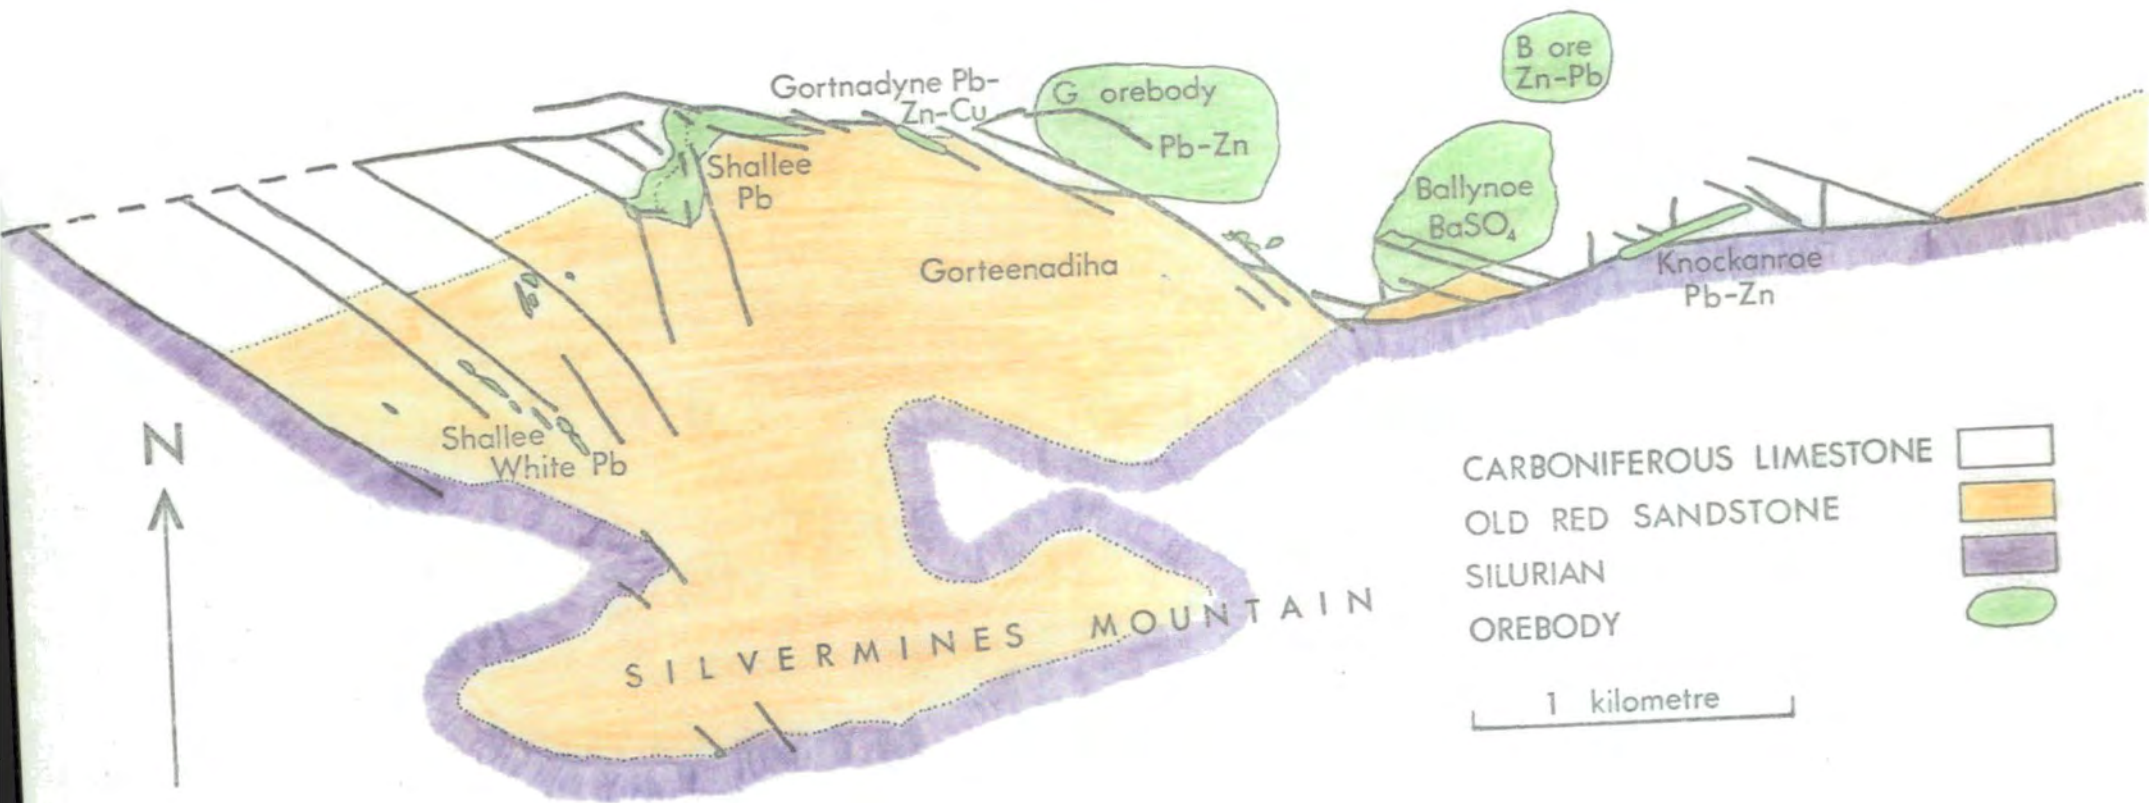 B ore
Zn-Pb
Gortnadyne Pb-
Zn-Cu
G orebody
Pb-Zn
Shallee
Pb
Ballynoe
BaSO₄
Gorteenadiha
Knockanroe
Pb-Zn
Shallee
White Pb
N
CARBONIFEROUS LIMESTONE
OLD RED SANDSTONE
SILURIAN
OREBODY
SILVERMINES MOUNTAIN
1 kilometre